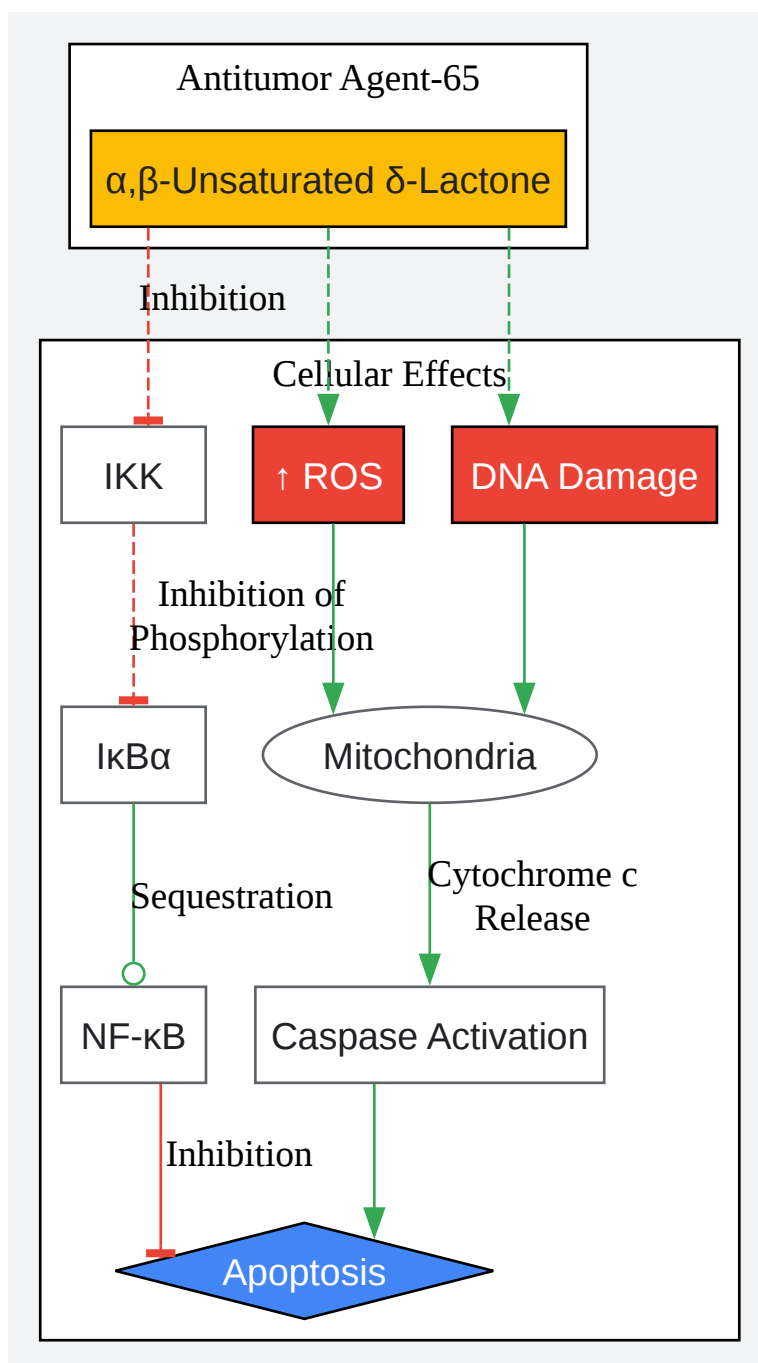 Antitumor Agent-65
α,β-Unsaturated δ-Lactone
Inhibition
Cellular Effects
IKK
↑ ROS
DNA Damage
Inhibition of
Phosphorylation
IκBα
Mitochondria
Sequestration
Cytochrome c
Release
NF-κB
Caspase Activation
Inhibition
Apoptosis